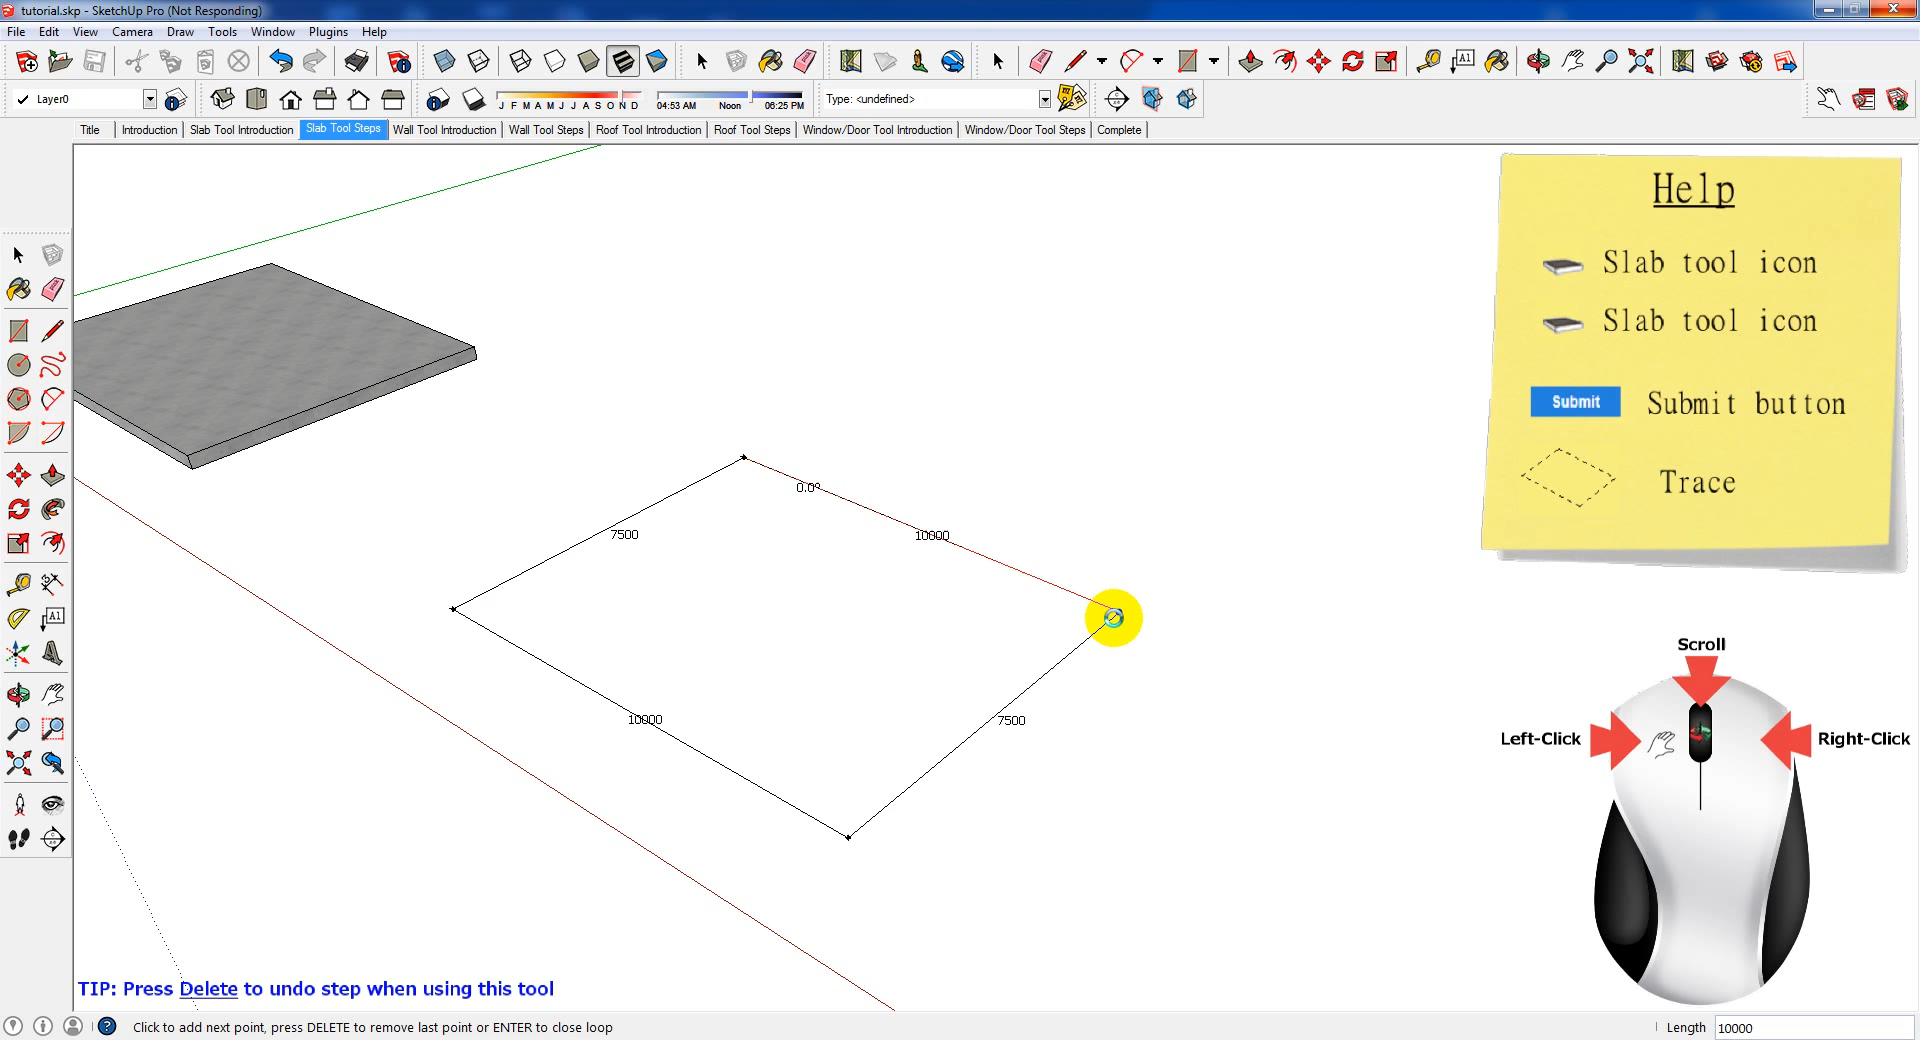 tutorial.skp - SketchUp Pro (Not Responding)
File Edit View Camera Draw Tools Window Plugins Help
A1
Layer0
J F M A M J J A S O N D
04:53 AM Noon 06:25 PM
Type: <undefined>
Title Introduction Slab Tool Introduction Slab Tool Steps Wall Tool Introduction Wall Tool Steps Roof Tool Introduction Roof Tool Steps Window/Door Tool Introduction Window/Door Tool Steps Complete
Help
Slab tool icon
Slab tool icon
Submit Submit button
Trace
0.0°
7500
10000
10000
7500
A1
Scroll
Left-Click
Right-Click
TIP: Press Delete to undo step when using this tool
Click to add next point, press DELETE to remove last point or ENTER to close loop
Length 10000